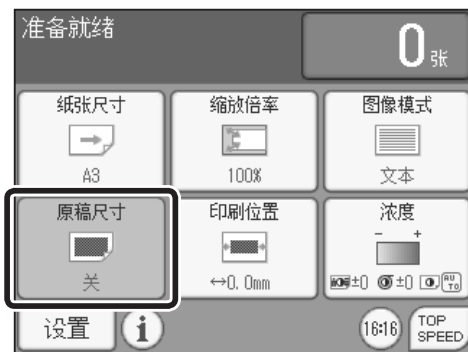 准备就绪
0张
纸张尺寸 缩放倍率 图像模式
A3 100% 文本
原稿尺寸 印刷位置 浓度
- +
关 ↔0.0mm ±0 ±0 AUTO
设置 i 16:16 TOP
SPEED